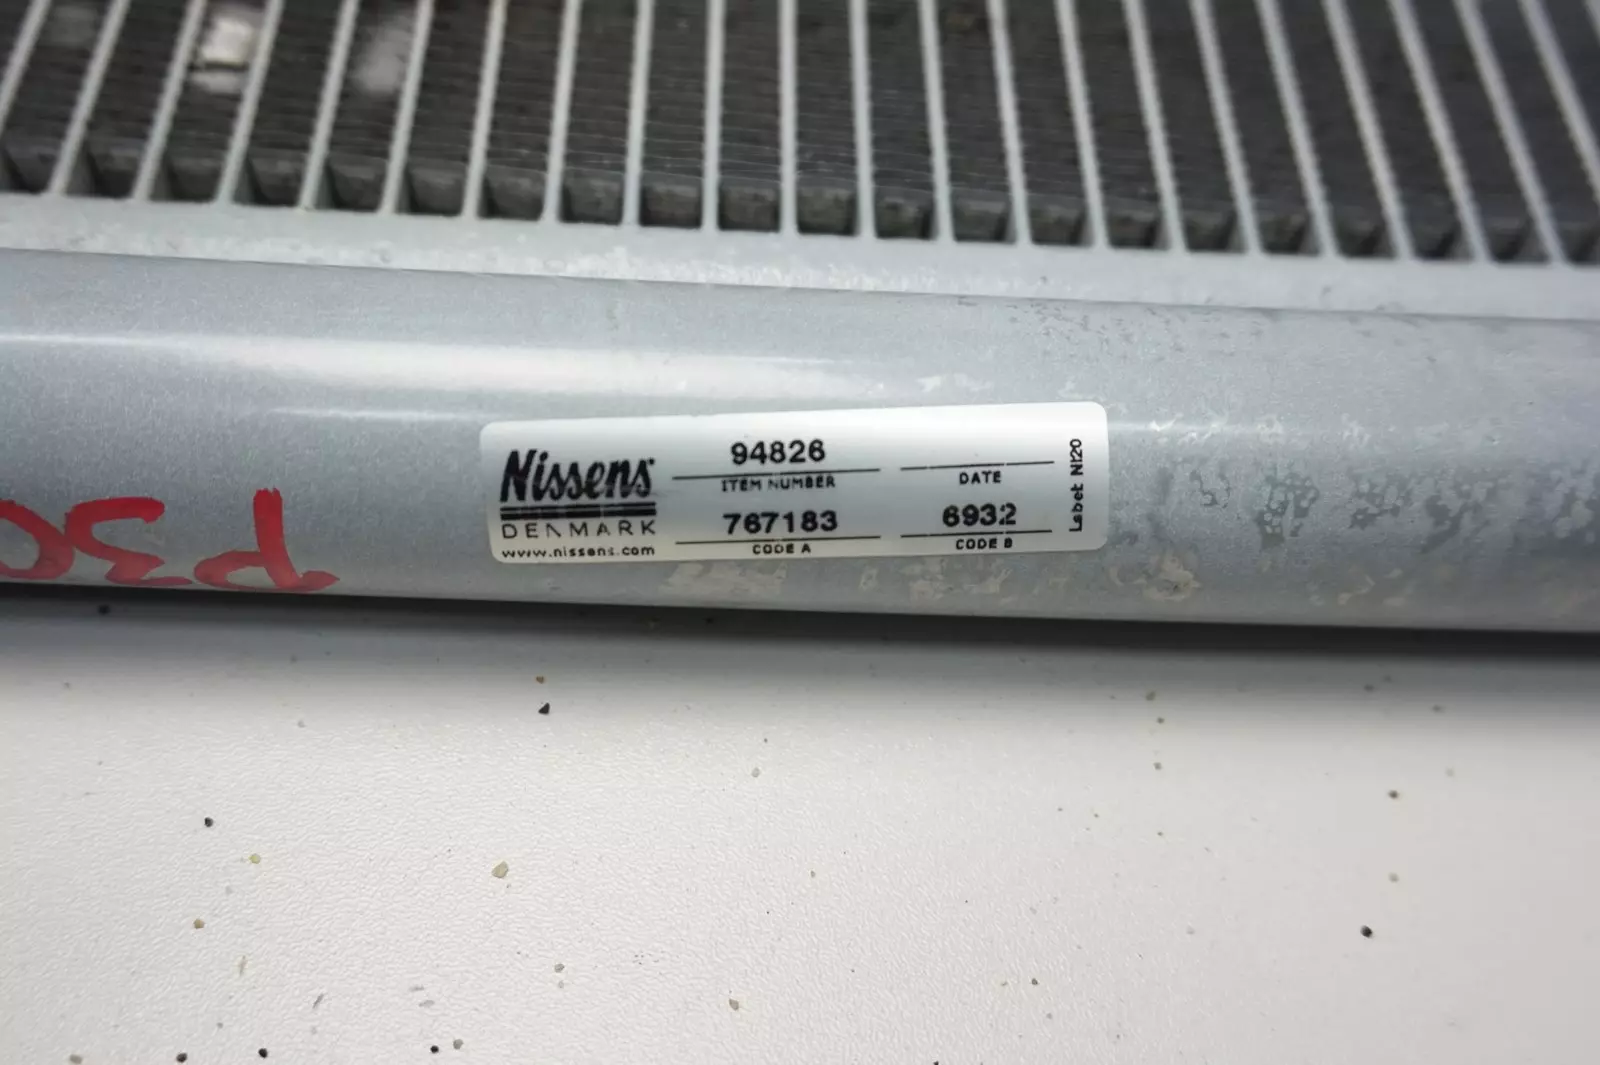 Nissens
DENMARK
www.nissens.com
94826
ITEM NUMBER
767183
CODE A
DATE
6932
CODE B
Label: NI20